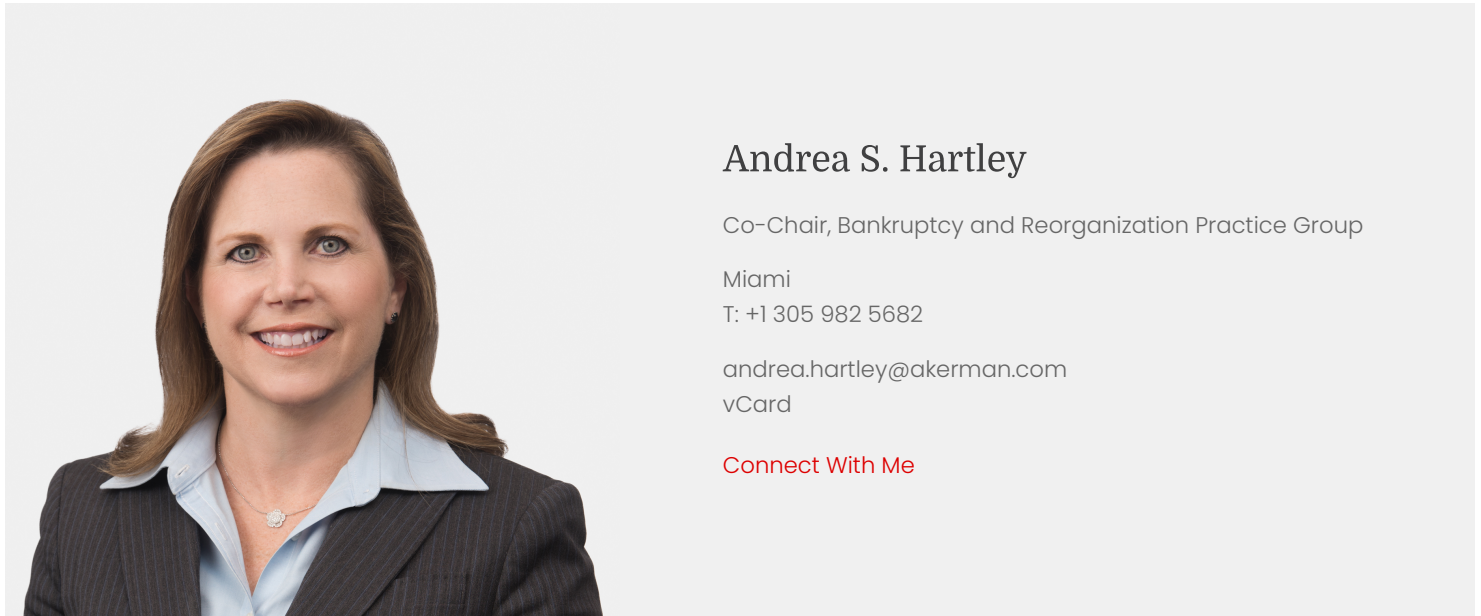 Andrea S. Hartley
Co-Chair, Bankruptcy and Reorganization Practice Group
Miami
T: +1 305 982 5682
andrea.hartley@akerman.com
vCard
Connect With Me